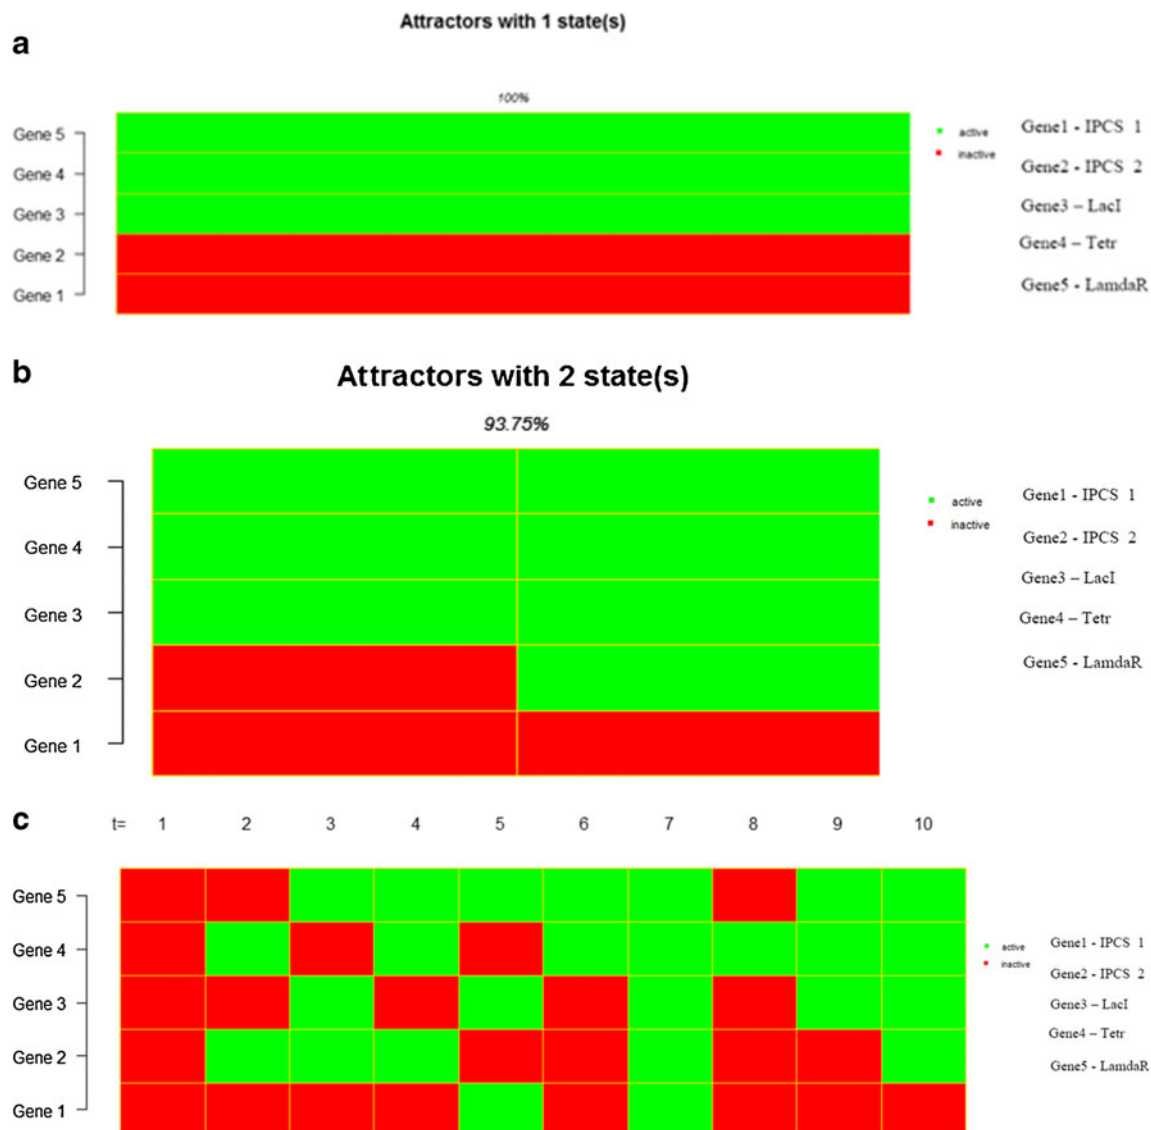 Attractors with 1 state(s)
a
100%
Gene 5
Gene 4
Gene 3
Gene 2
Gene 1
active
inactive
Gene1 - IPCS 1
Gene2 - IPCS 2
Gene3 – LacI
Gene4 – Tetr
Gene5 - LamdaR
b
Attractors with 2 state(s)
93.75%
Gene 5
Gene 4
Gene 3
Gene 2
Gene 1
active
inactive
Gene1 - IPCS 1
Gene2 - IPCS 2
Gene3 – LacI
Gene4 – Tetr
Gene5 - LamdaR
c
t= 1 2 3 4 5 6 7 8 9 10
Gene 5
Gene 4
Gene 3
Gene 2
Gene 1
active
inactive
Gene1 - IPCS 1
Gene2 - IPCS 2
Gene3 – LacI
Gene4 – Tetr
Gene5 - LamdaR